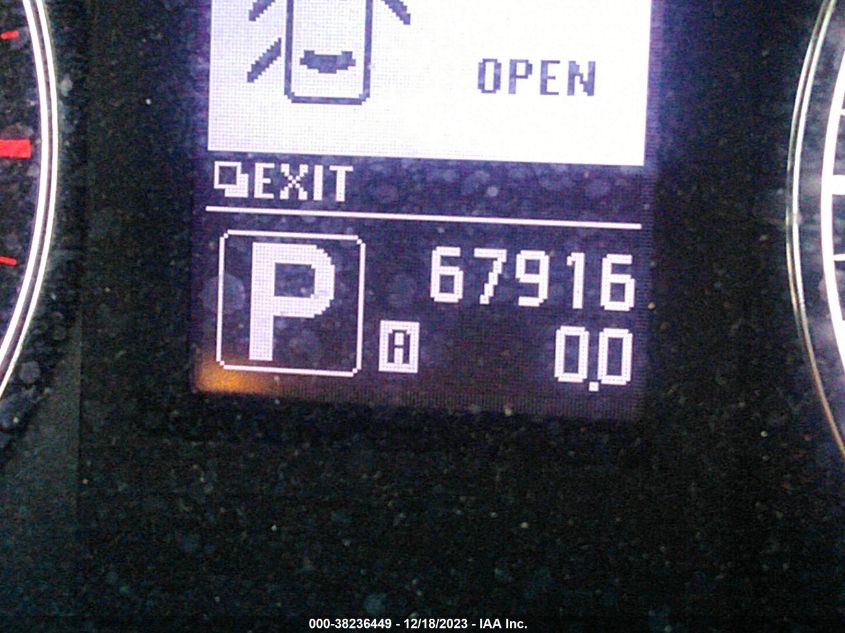 OPEN
EXIT
P
67916
A
0.0
000-38236449 - 12/18/2023 - IAA Inc.